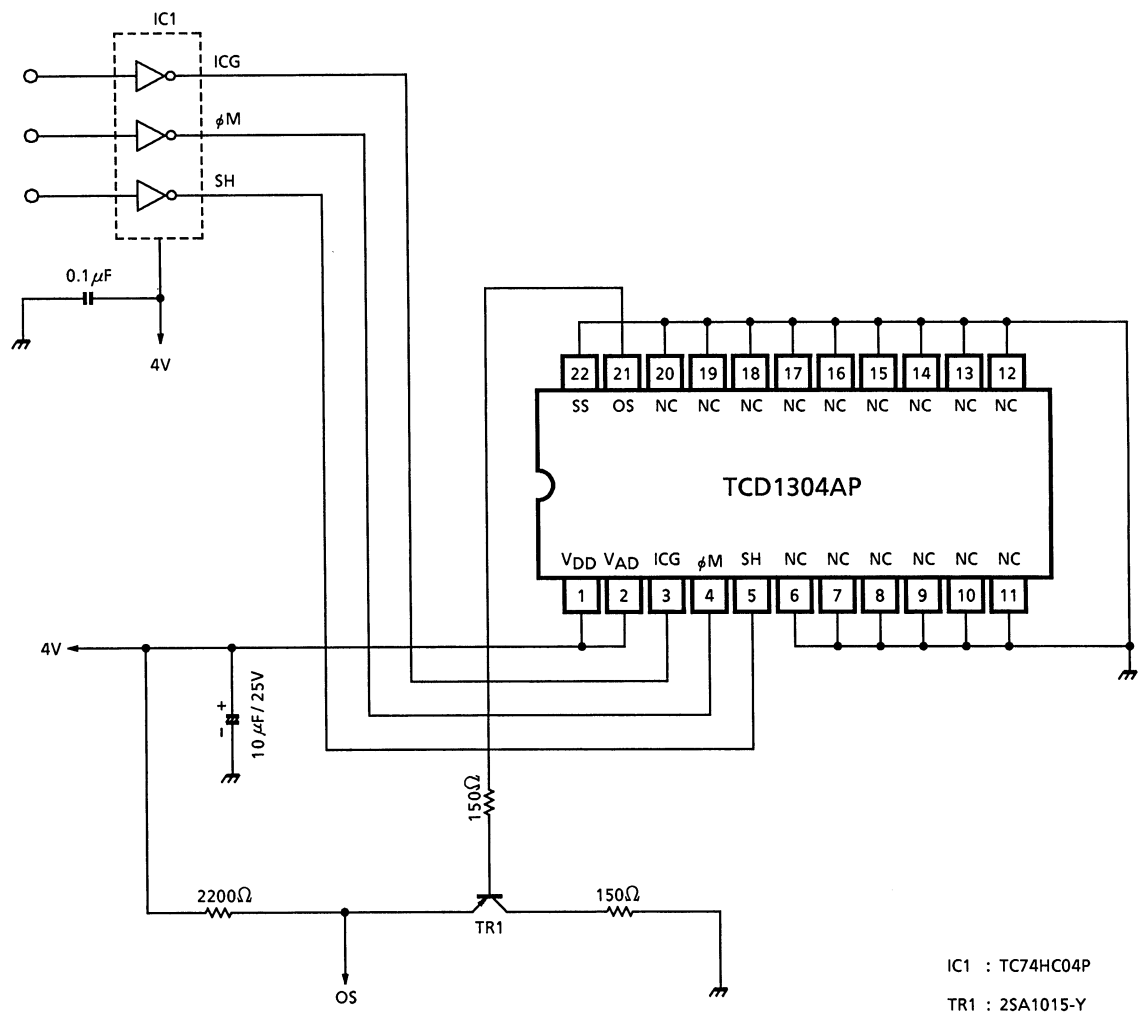 IC1
ICG
φM
SH
0.1μF
4V
22 21 20 19 18 17 16 15 14 13 12
SS OS NC NC NC NC NC NC NC NC NC
TCD1304AP
VDD VAD ICG φM SH NC NC NC NC NC NC
1 2 3 4 5 6 7 8 9 10 11
4V
+
−
10μF/25V
150Ω
2200Ω
150Ω
TR1
OS
IC1 : TC74HC04P
TR1 : 2SA1015-Y